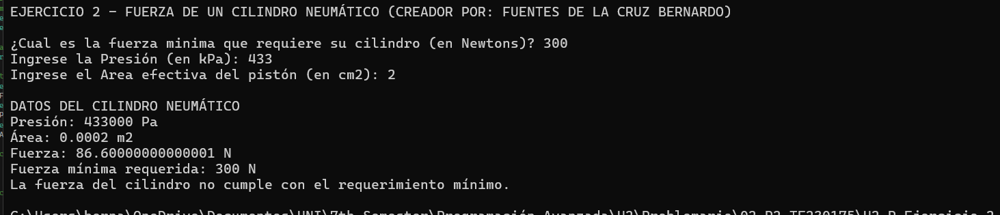 EJERCICIO 2 - FUERZA DE UN CILINDRO NEUMÁTICO (CREADOR POR: FUENTES DE LA CRUZ BERNARDO)
¿Cual es la fuerza minima que requiere su cilindro (en Newtons)? 300
Ingrese la Presión (en kPa): 433
Ingrese el Area efectiva del pistón (en cm2): 2
DATOS DEL CILINDRO NEUMÁTICO
Presión: 433000 Pa
Área: 0.0002 m2
Fuerza: 86.60000000000001 N
Fuerza mínima requerida: 300 N
La fuerza del cilindro no cumple con el requerimiento mínimo.